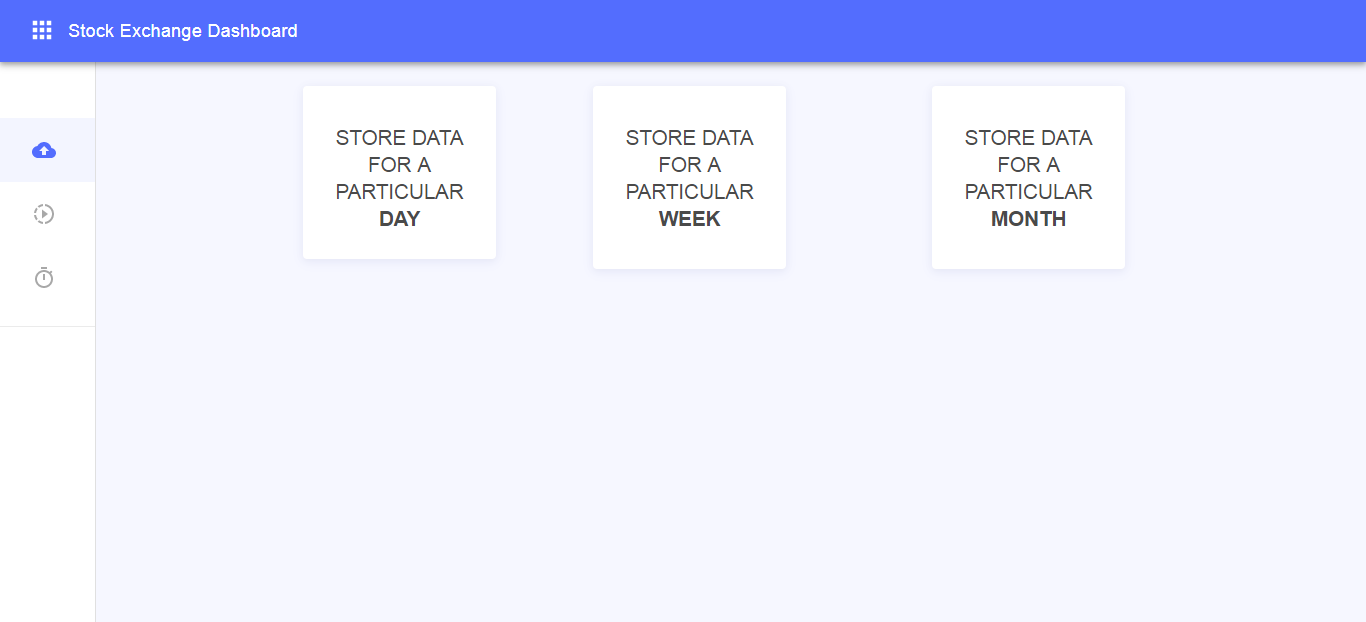 Stock Exchange Dashboard
STORE DATA
FOR A
PARTICULAR
DAY
STORE DATA
FOR A
PARTICULAR
WEEK
STORE DATA
FOR A
PARTICULAR
MONTH